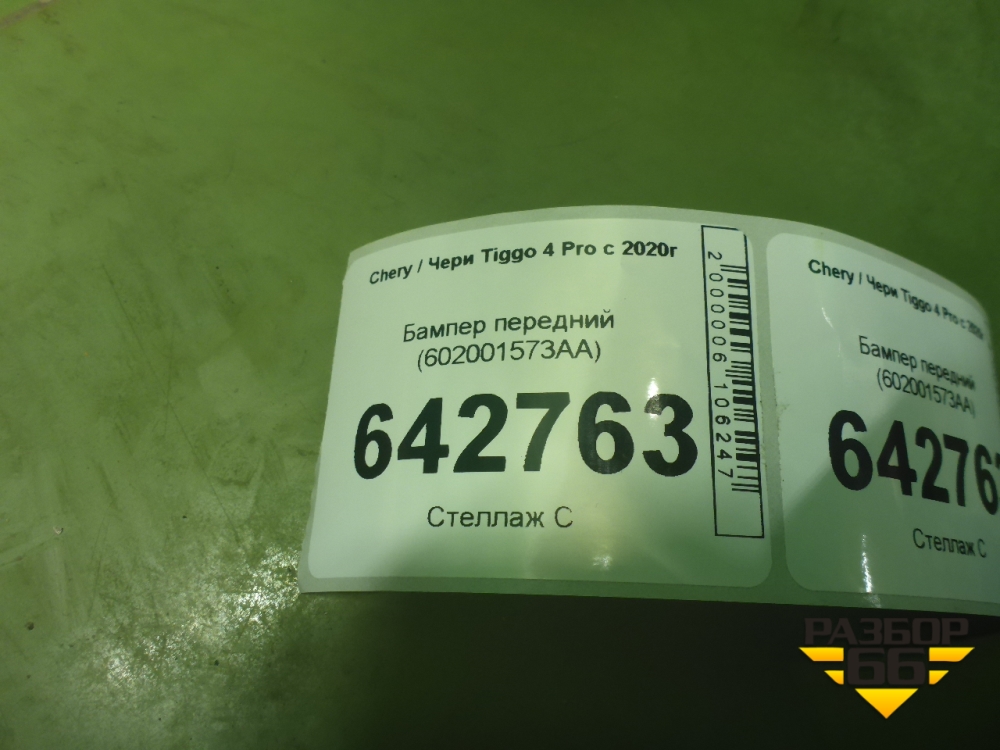 Chery / Чери Tiggo 4 Pro с 2020г
Бампер передний
(602001573AA)
642763
Стеллаж С
2000006106247
Chery / Чери Tiggo 4 Pro с 2020г
Бампер передний
(602001573AA)
64276
Стеллаж С
РАЗБОР
66